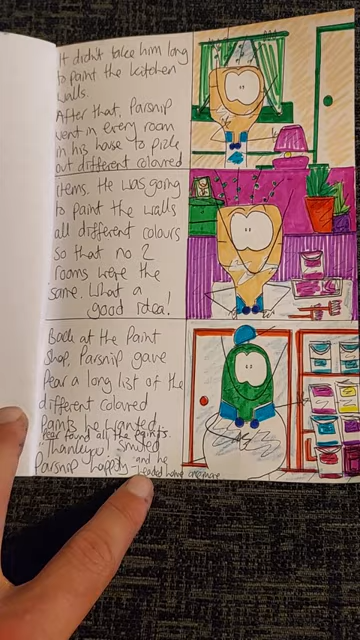 It didn't take him long
to paint the kitchen
walls.
After that, Parsnip
went in every room
in his house to pick
out different coloured
items. He was going
to paint the walls
all different colours
so that no 2
rooms were the
same. What a
good idea!
Back at the Paint
Shop, Parsnip gave
Pear a long list of the
different coloured
Paints he wanted.
Pear found all the Paints.
"Thankyou" Smiled
Parsnip happily and he
headed home once more